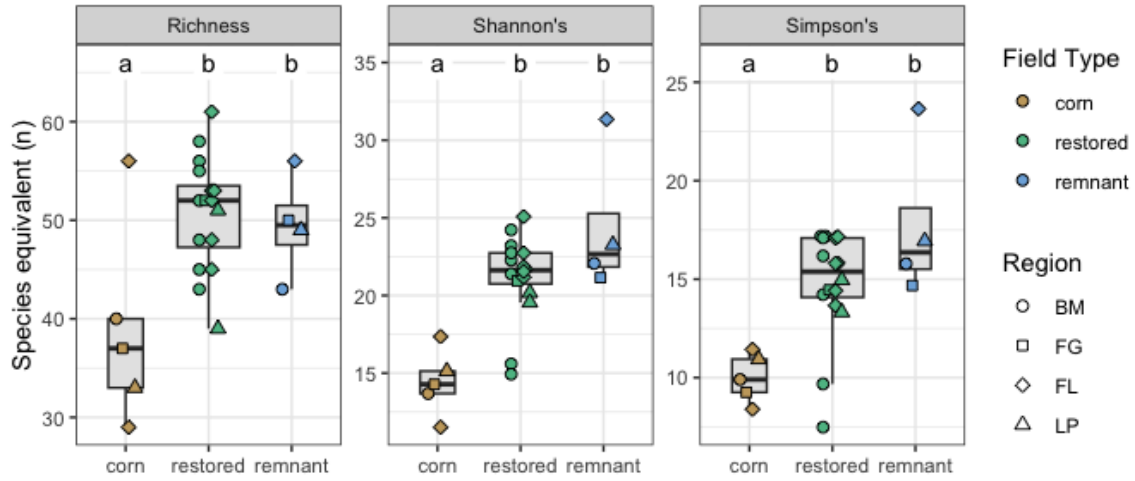 Richness
Shannon's
Simpson's
Species equivalent (n)
a b b
60
50
40
30
corn restored remnant
a b b
35
30
25
20
15
corn restored remnant
a b b
25
20
15
10
corn restored remnant
Field Type
corn
restored
remnant
Region
BM
FG
FL
LP